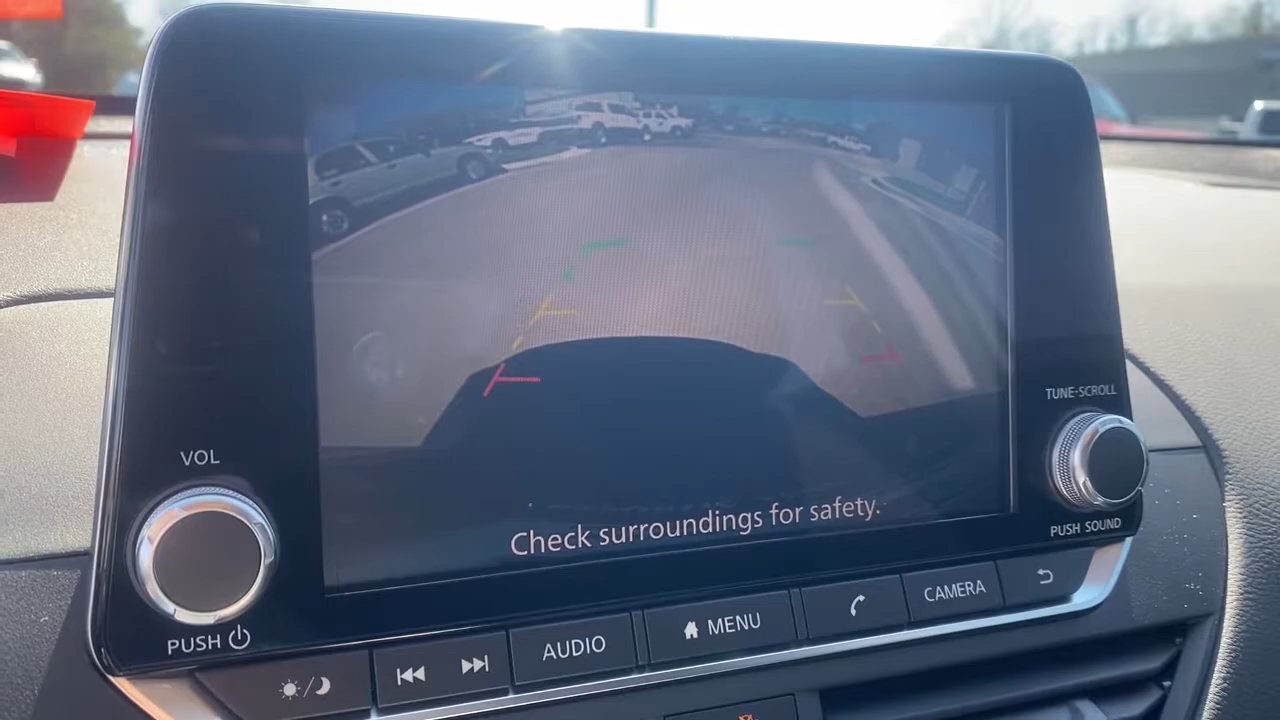 TUNE·SCROLL
VOL
Check surroundings for safety.
PUSH SOUND
PUSH
AUDIO
MENU
CAMERA